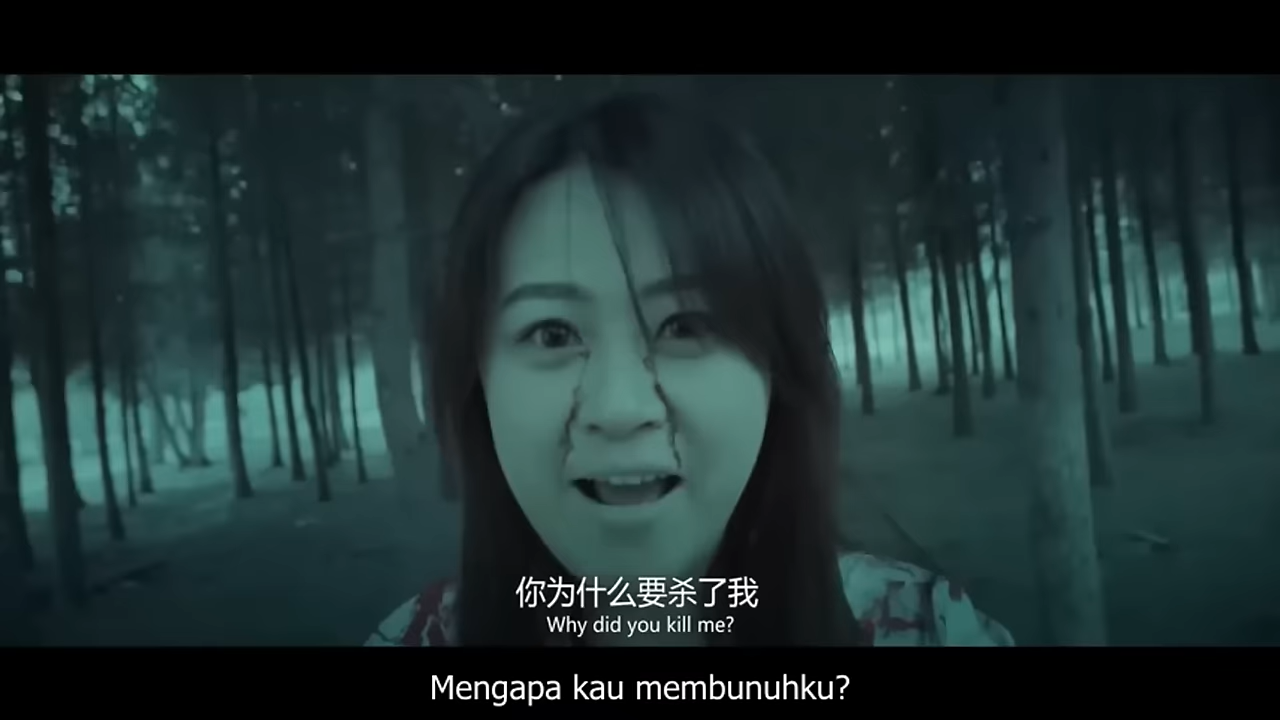 你为什么要杀了我
Why did you kill me?
Mengapa kau membunuhku?